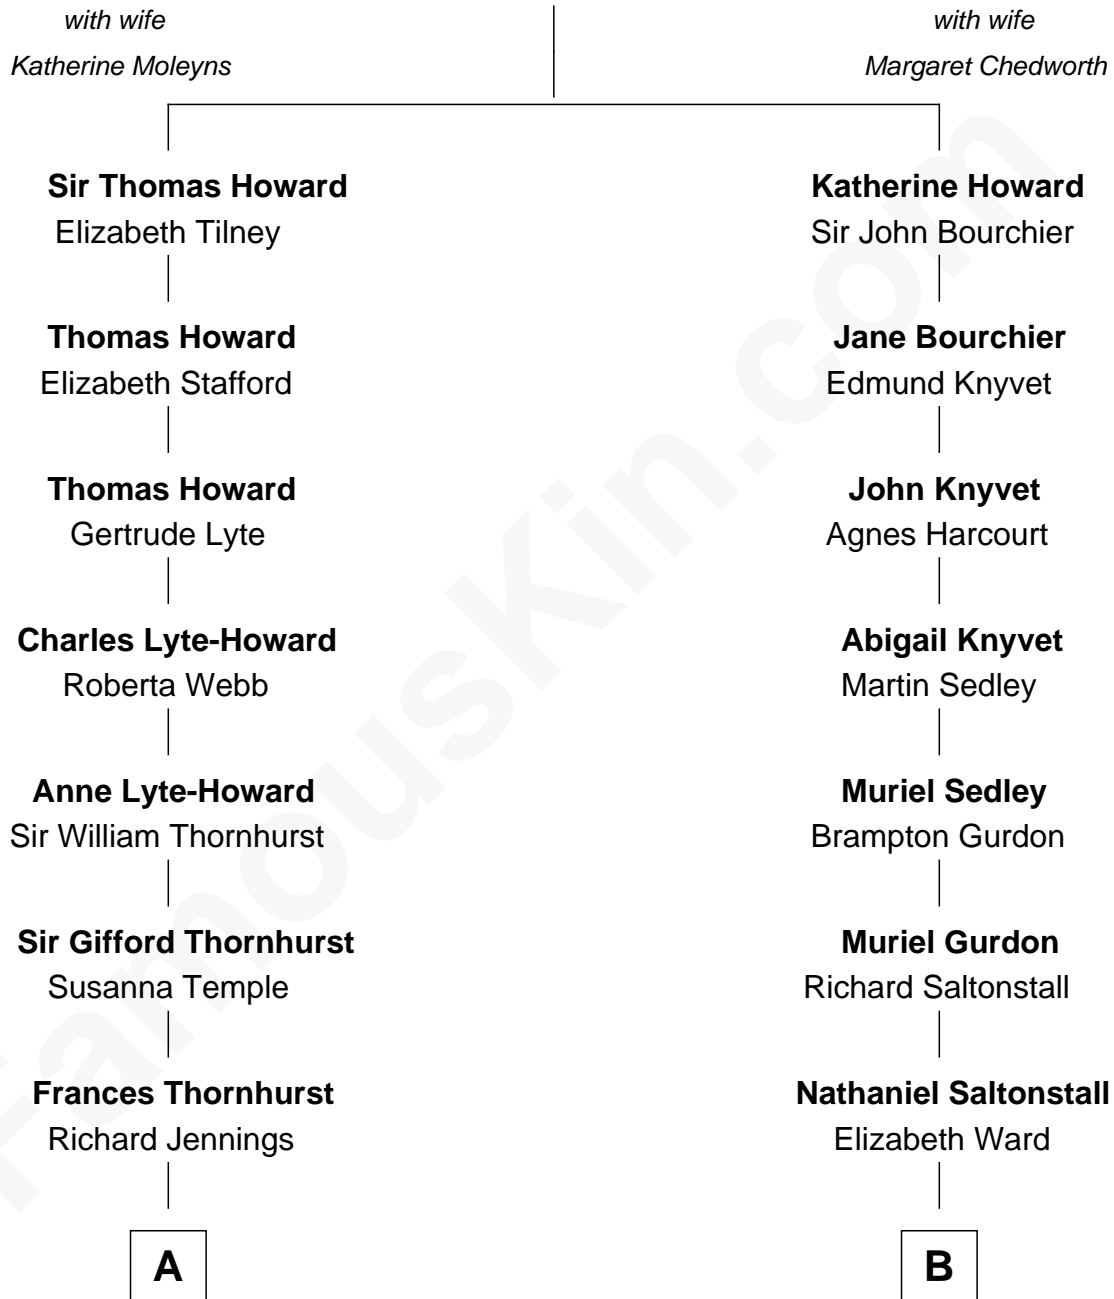 with wife
Katherine Moleyns
with wife
Margaret Chedworth
Sir Thomas Howard
Elizabeth Tilney
Katherine Howard
Sir John Bourchier
Thomas Howard
Elizabeth Stafford
Jane Bourchier
Edmund Knyvet
Thomas Howard
Gertrude Lyte
John Knyvet
Agnes Harcourt
Charles Lyte-Howard
Roberta Webb
Abigail Knyvet
Martin Sedley
Anne Lyte-Howard
Sir William Thornhurst
Muriel Sedley
Brampton Gurdon
Sir Gifford Thornhurst
Susanna Temple
Muriel Gurdon
Richard Saltonstall
Frances Thornhurst
Richard Jennings
Nathaniel Saltonstall
Elizabeth Ward
A
B
FamousKin.com